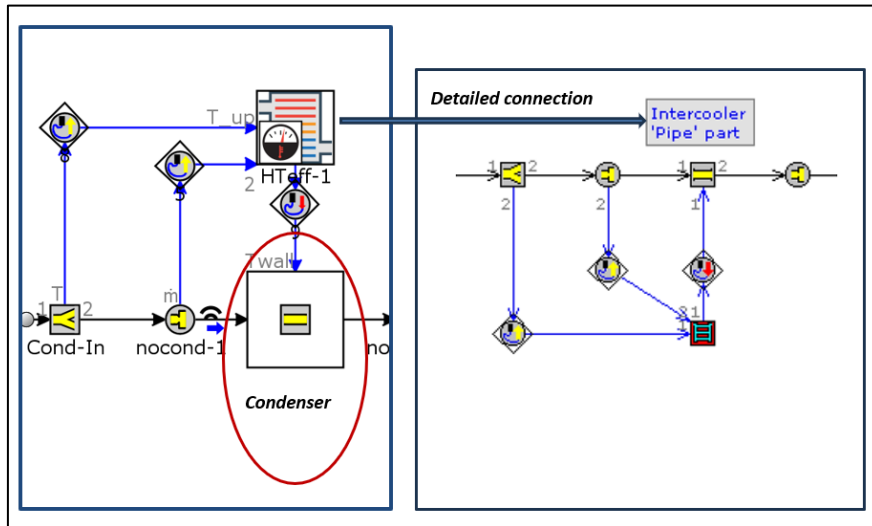 T_up
2
HTeff-1
9
Twall
T
1
2
Cond-In
ṁ
nocond-1
no
Condenser
Detailed connection
Intercooler
'Pipe' part
1
2
2
2
1
2
1
1
1